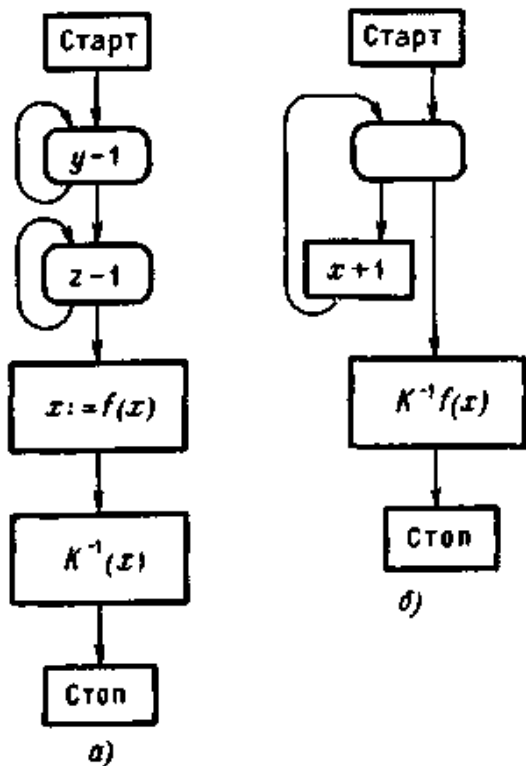 Старт
y-1
z-1
x:=f(x)
K⁻¹(x)
Стоп
а)
Старт
x+1
K⁻¹f(x)
Стоп
б)